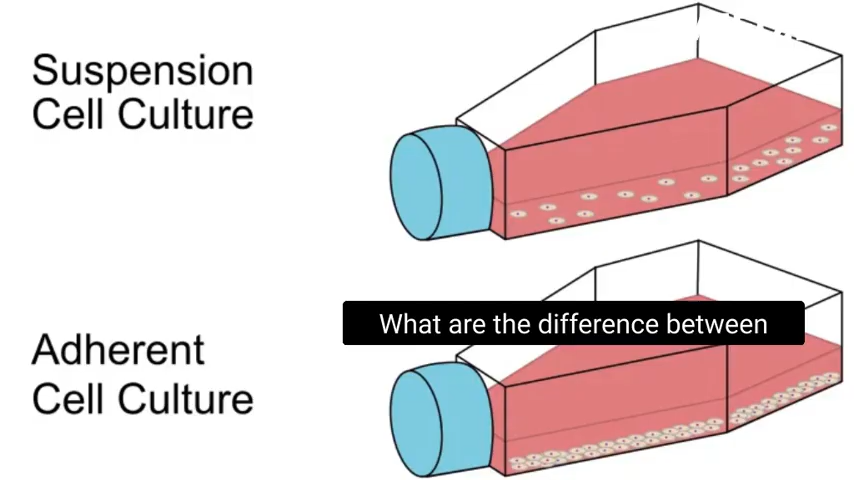 Suspension
Cell Culture
What are the difference between
Adherent
Cell Culture